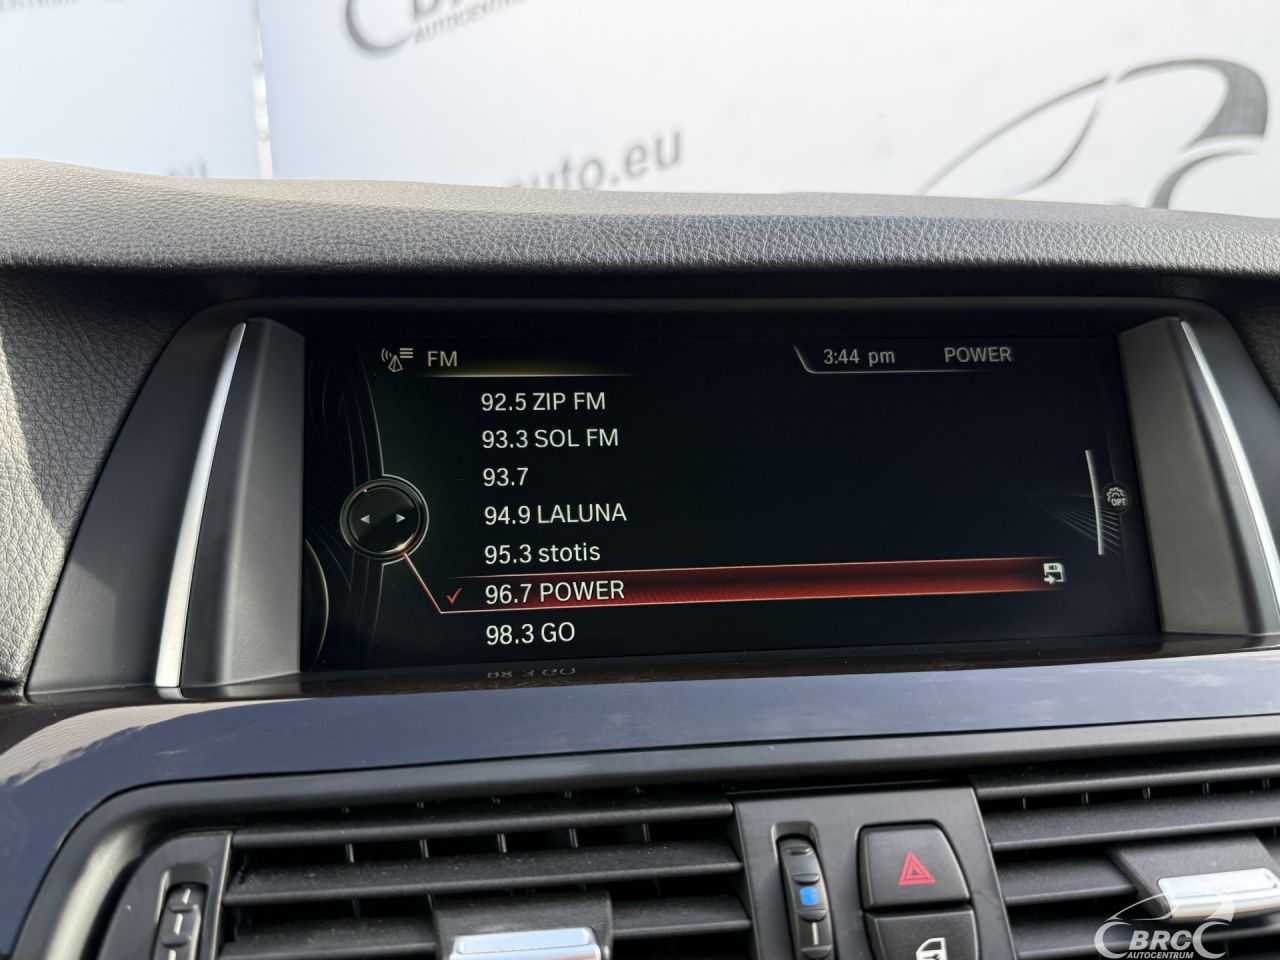 AUTOCENTRUM
auto.eu
FM
3:44 pm
POWER
92.5 ZIP FM
93.3 SOL FM
93.7
94.9 LALUNA
95.3 stotis
96.7 POWER
98.3 GO
OPT
BRC
AUTOCENTRUM